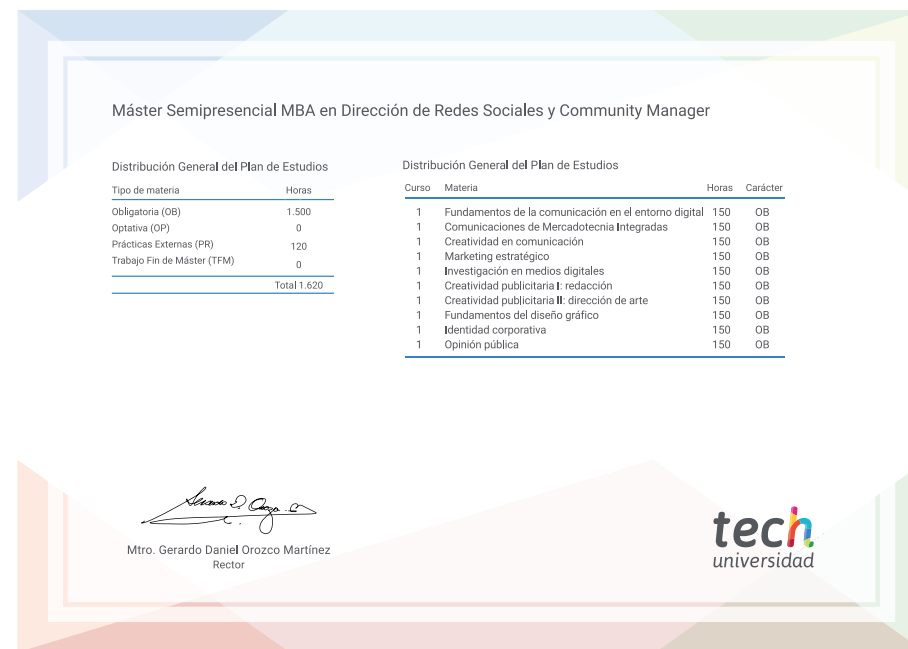 Máster Semipresencial MBA en Dirección de Redes Sociales y Community Manager
Distribución General del Plan de Estudios
Tipo de materia Horas
Obligatoria (OB) 1.500
Optativa (OP) 0
Prácticas Externas (PR) 120
Trabajo Fin de Máster (TFM) 0
Total 1.620
Distribución General del Plan de Estudios
Curso Materia Horas Carácter
1 Fundamentos de la comunicación en el entorno digital 150 OB
1 Comunicaciones de Mercadotecnia Integradas 150 OB
1 Creatividad en comunicación 150 OB
1 Marketing estratégico 150 OB
1 Investigación en medios digitales 150 OB
1 Creatividad publicitaria I: redacción 150 OB
1 Creatividad publicitaria II: dirección de arte 150 OB
1 Fundamentos del diseño gráfico 150 OB
1 Identidad corporativa 150 OB
1 Opinión pública 150 OB
Mtro. Gerardo Daniel Orozco Martínez
Rector
tech
universidad